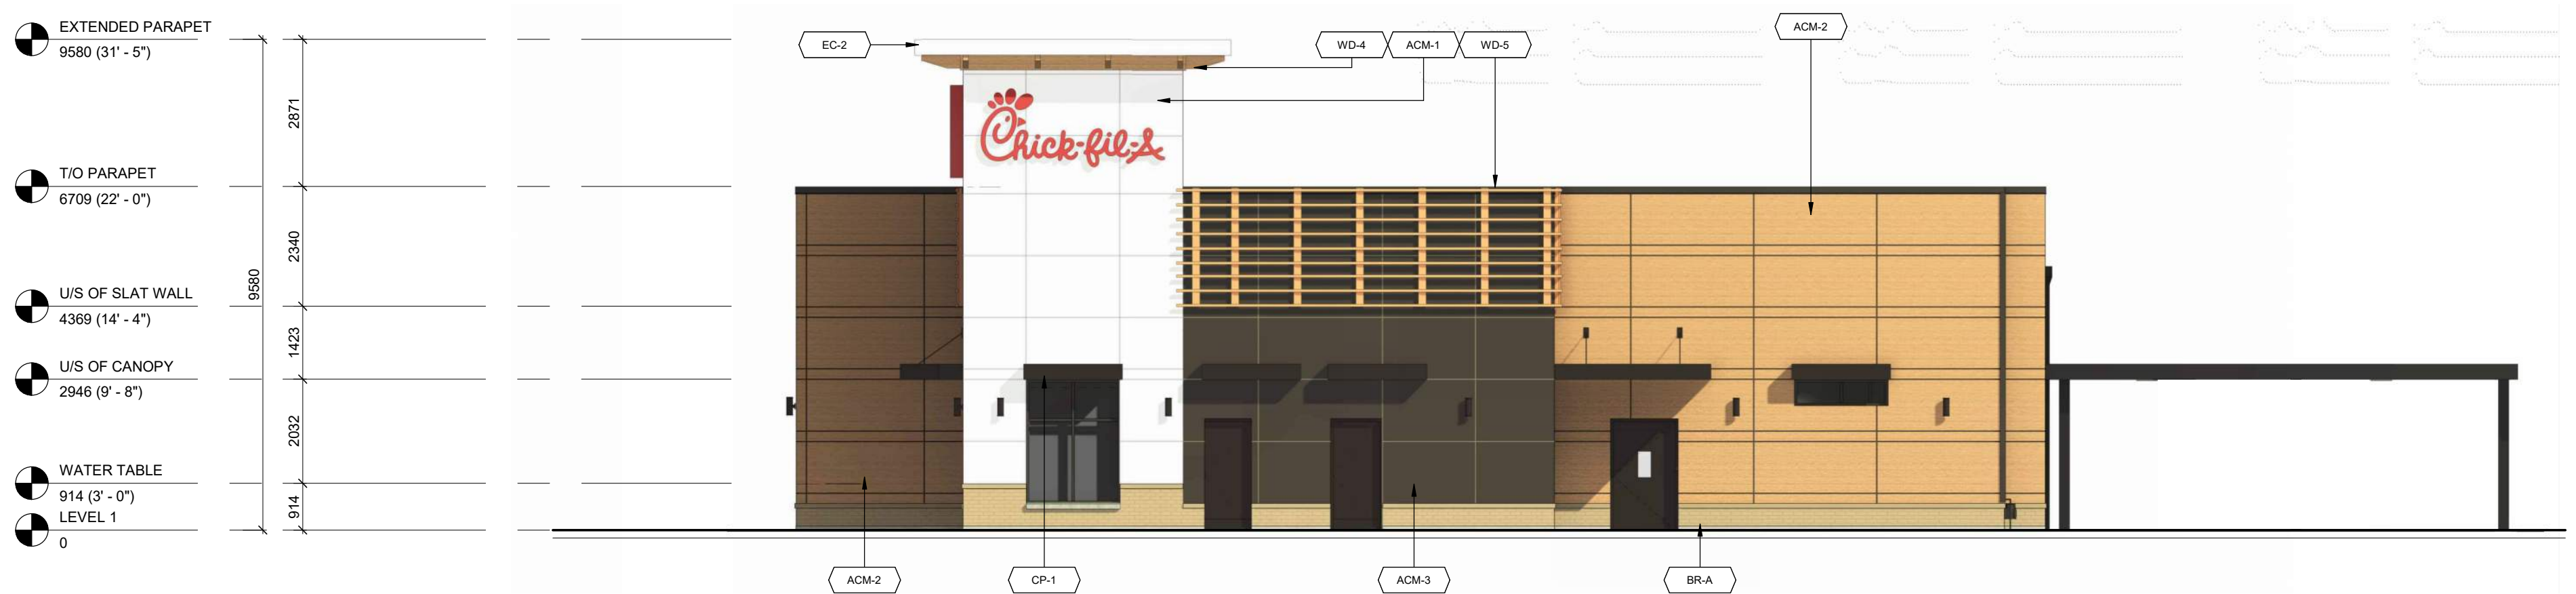 EXTENDED PARAPET
9580 (31' - 5")
T/O PARAPET
6709 (22' - 0")
U/S OF SLAT WALL
4369 (14' - 4")
U/S OF CANOPY
2946 (9' - 8")
WATER TABLE
914 (3' - 0")
LEVEL 1
0
9580
2871
2340
1423
2032
914
EC-2
WD-4
ACM-1
WD-5
ACM-2
Chick-fil-A
ACM-2
CP-1
ACM-3
BR-A